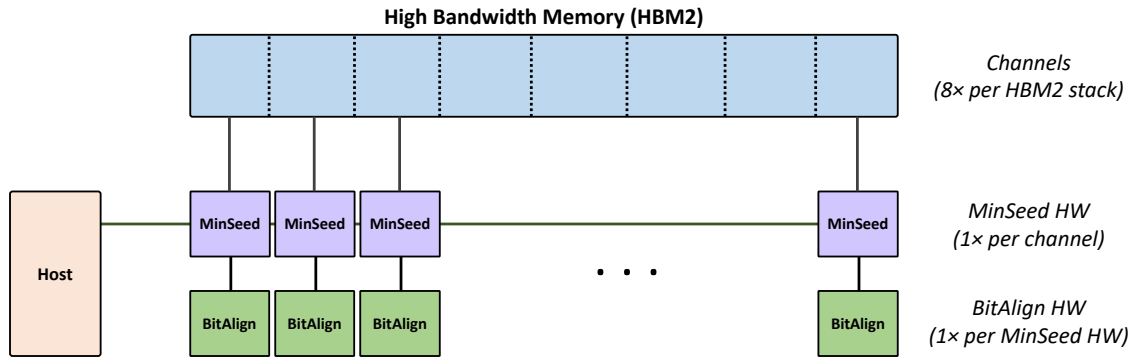 High Bandwidth Memory (HBM2)
Channels
(8× per HBM2 stack)
MinSeed
MinSeed
MinSeed
MinSeed
MinSeed HW
(1× per channel)
Host
. . .
BitAlign
BitAlign
BitAlign
BitAlign
BitAlign HW
(1× per MinSeed HW)